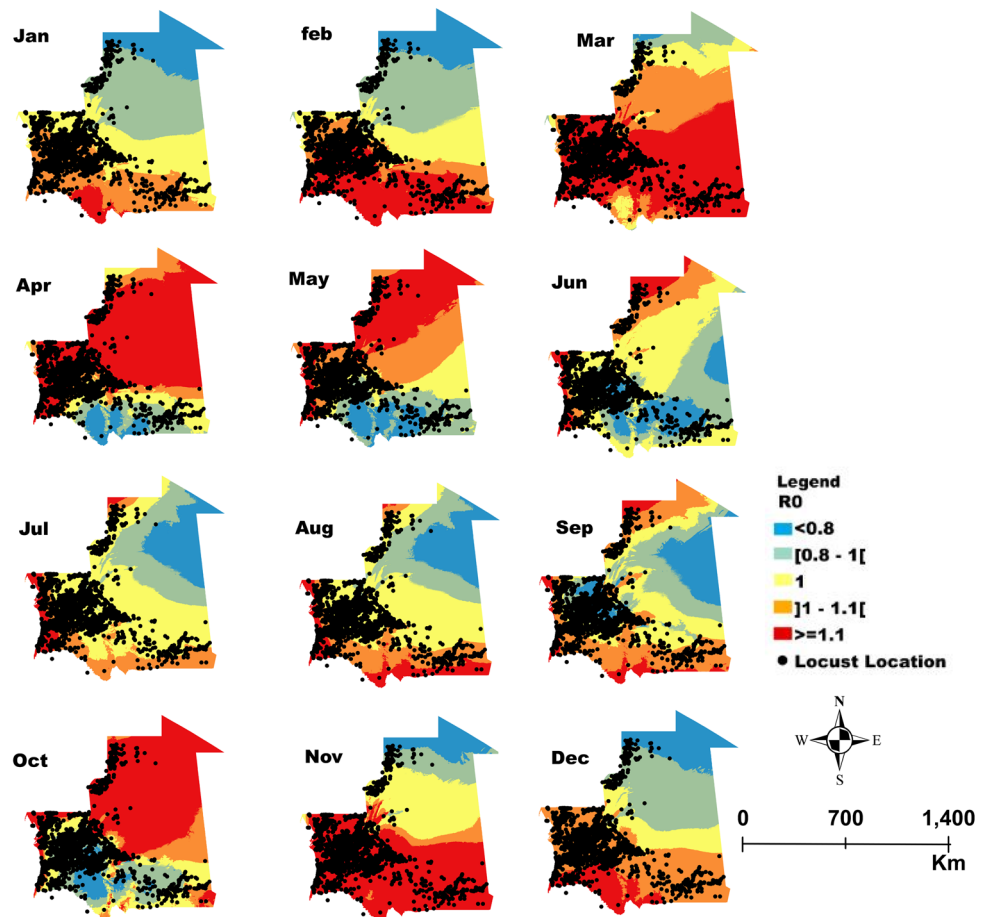 Jan
feb
Mar
Apr
May
Jun
Jul
Aug
Sep
Legend
R0
<0.8
[0.8 - 1[
1
]1 - 1.1[
>=1.1
Locust Location
Oct
Nov
Dec
N
W E
S
0 700 1,400
Km